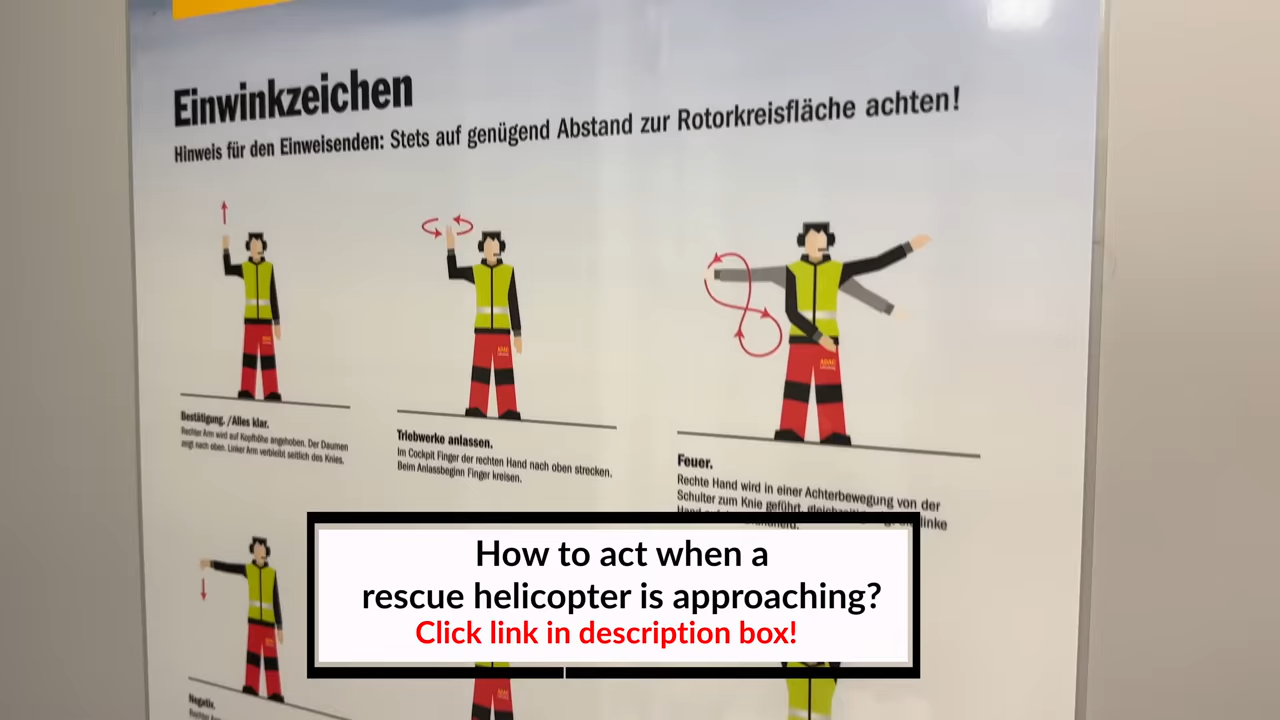 Einwinkzeichen
Hinweis für den Einweisenden: Stets auf genügend Abstand zur Rotorkreisfläche achten!
Bestätigung. /Alles klar.
Rechter Arm wird auf Kopfhöhe angehoben. Der Daumen
zeigt nach oben. Linker Arm verbleibt seitlich des Knies.
Triebwerke anlassen.
Im Cockpit Finger der rechten Hand nach oben strecken.
Beim Anlassbeginn Finger kreisen.
Feuer.
Rechte Hand wird in einer Achterbewegung von der
Schulter zum Knie geführt, linke
Negativ.
How to act when a
rescue helicopter is approaching?
Click link in description box!